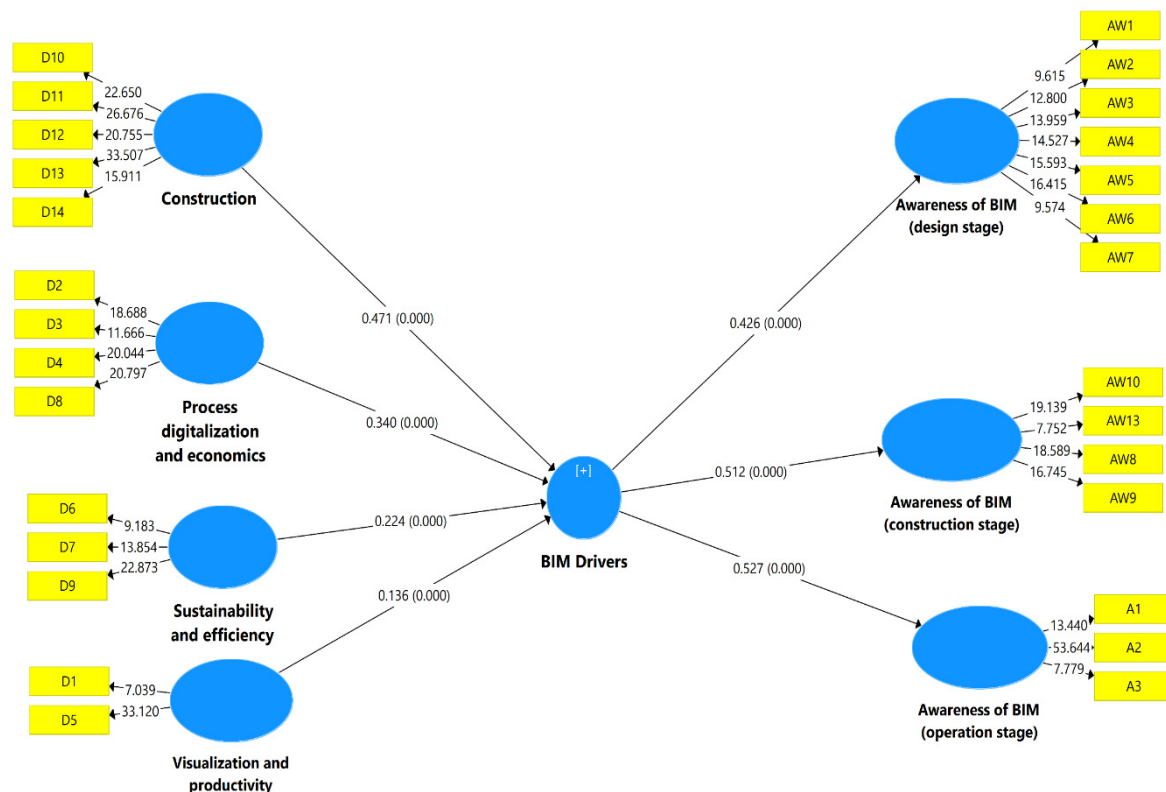 D10
D11
D12
D13
D14
22.650
26.676
20.755
33.507
15.911
Construction
D2
D3
D4
D8
18.688
11.666
20.044
20.797
Process
digitalization
and economics
D6
D7
D9
9.183
13.854
22.873
Sustainability
and efficiency
D1
D5
7.039
33.120
Visualization and
productivity
0.471 (0.000)
0.340 (0.000)
0.224 (0.000)
0.136 (0.000)
[+]
BIM Drivers
0.426 (0.000)
0.512 (0.000)
0.527 (0.000)
Awareness of BIM
(design stage)
9.615
12.800
13.959
14.527
15.593
16.415
9.574
AW1
AW2
AW3
AW4
AW5
AW6
AW7
Awareness of BIM
(construction stage)
19.139
7.752
18.589
16.745
AW10
AW13
AW8
AW9
Awareness of BIM
(operation stage)
13.440
53.644
7.779
A1
A2
A3